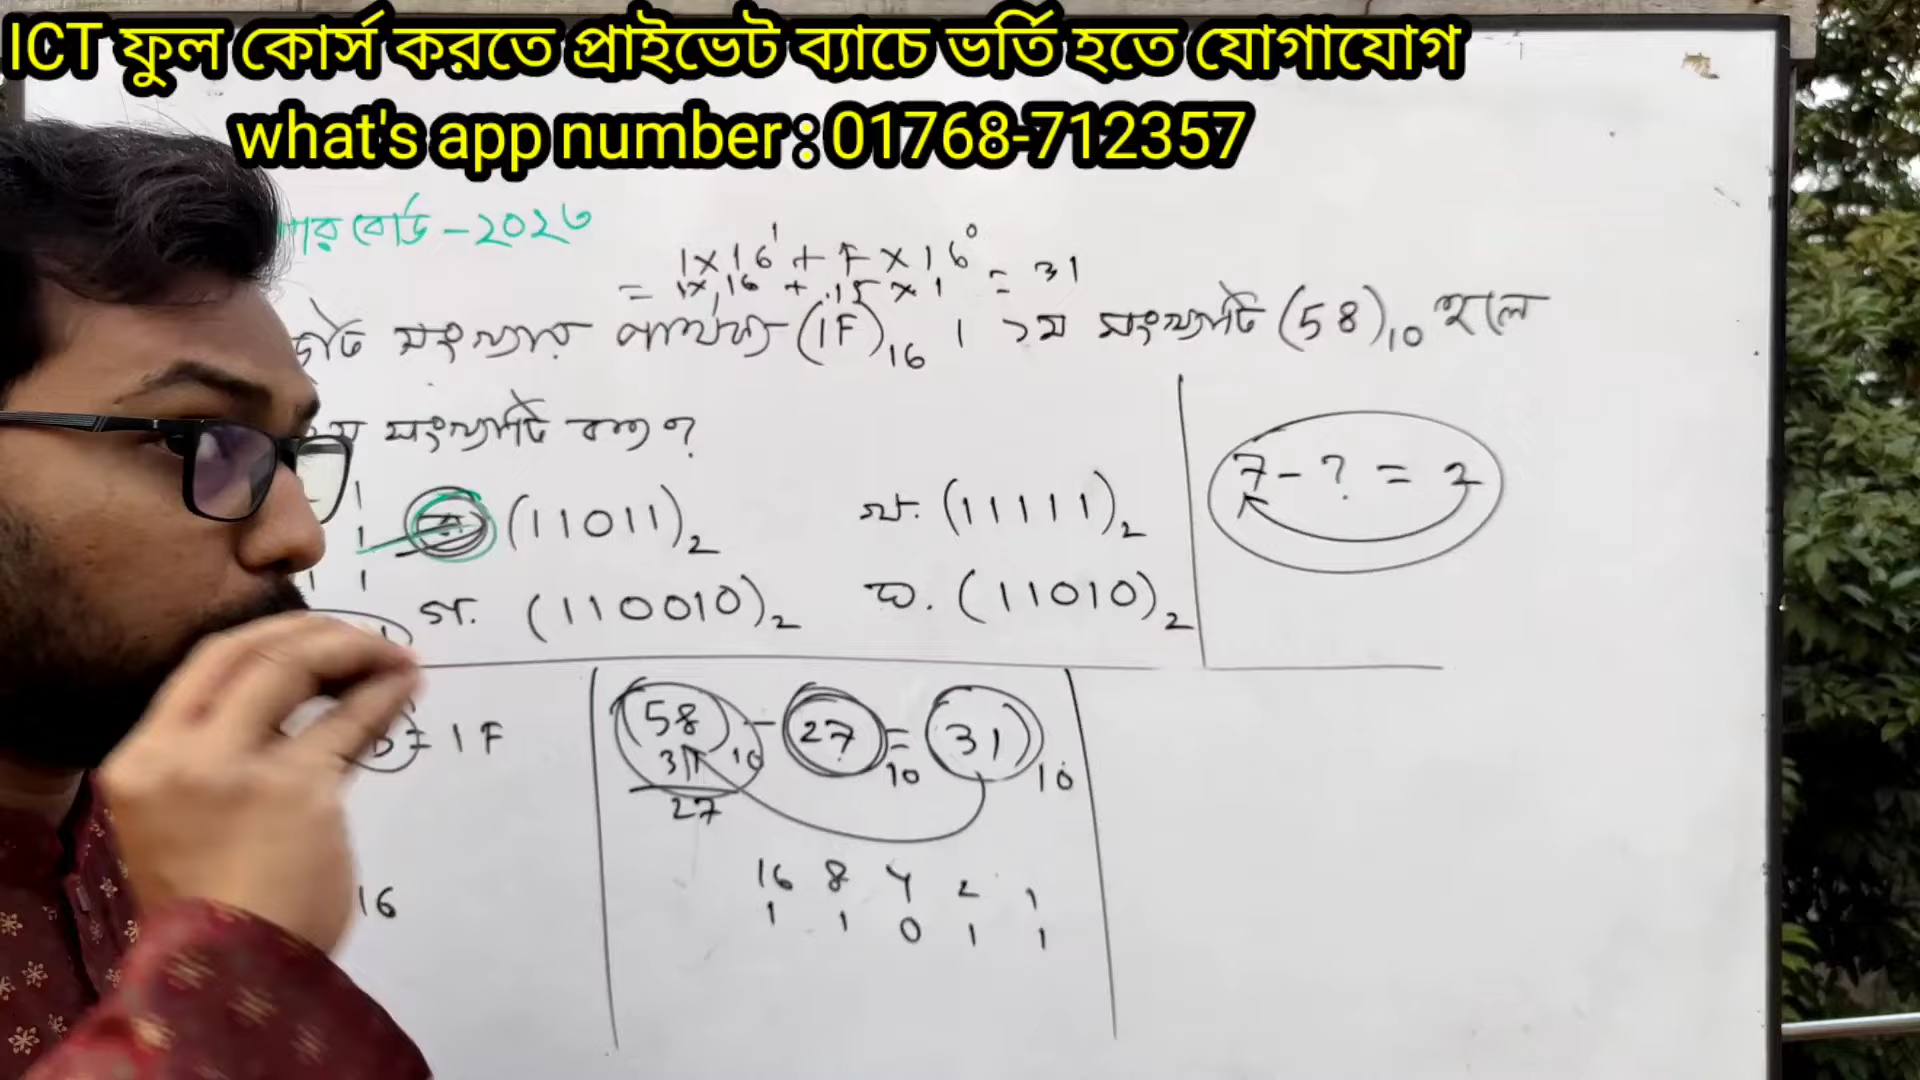 ICT ফুল কোর্স করতে প্রাইভেট ব্যাচে ভর্তি হতে যোগাযোগ
what's app number : 01768-712357
বোর্ড - ২০২৩
1 × 16¹ + F × 16⁰
= 1 × 16 + 15 × 1 = 31
সংখ্যার পার্থক্য (1F)₁₆ । ১ম সংখ্যাটি (58)₁₀ হলে
সংখ্যাটি কত ?
(11011)₂ খ. (11111)₂
গ. (110010)₂ ঘ. (11010)₂
7 - ? = 2
= 1F
16
(58)₁₀ - (27)₁₀ = (31)₁₀
31
27
16 8 4 2 1
1 1 0 1 1